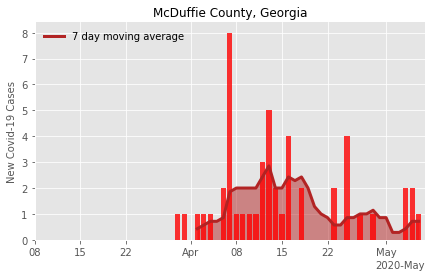 McDuffie County, Georgia
7 day moving average
New Covid-19 Cases
8
7
6
5
4
3
2
1
0
08 15 22 Apr 08 15 22 May
2020-May